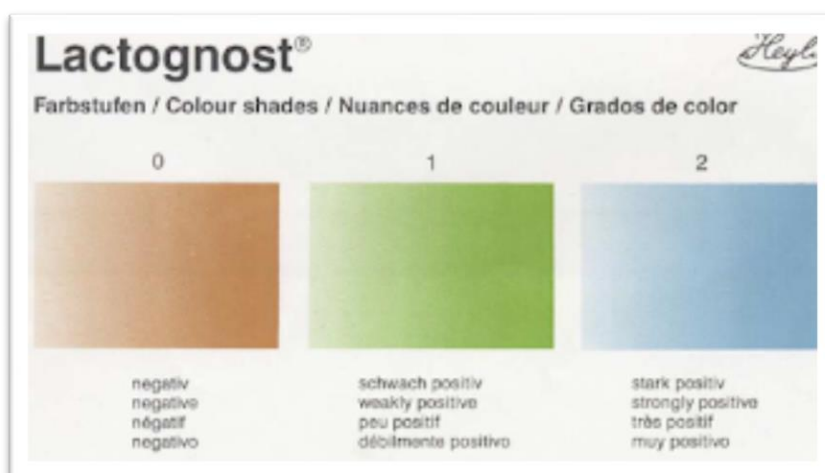 Lactognost®
Heyl
Farbstufen / Colour shades / Nuances de couleur / Grados de color
0 1 2
negativ
negative
négatif
negativo
schwach positiv
weakly positive
peu positif
débilmente positivo
stark positiv
strongly positive
très positif
muy positivo